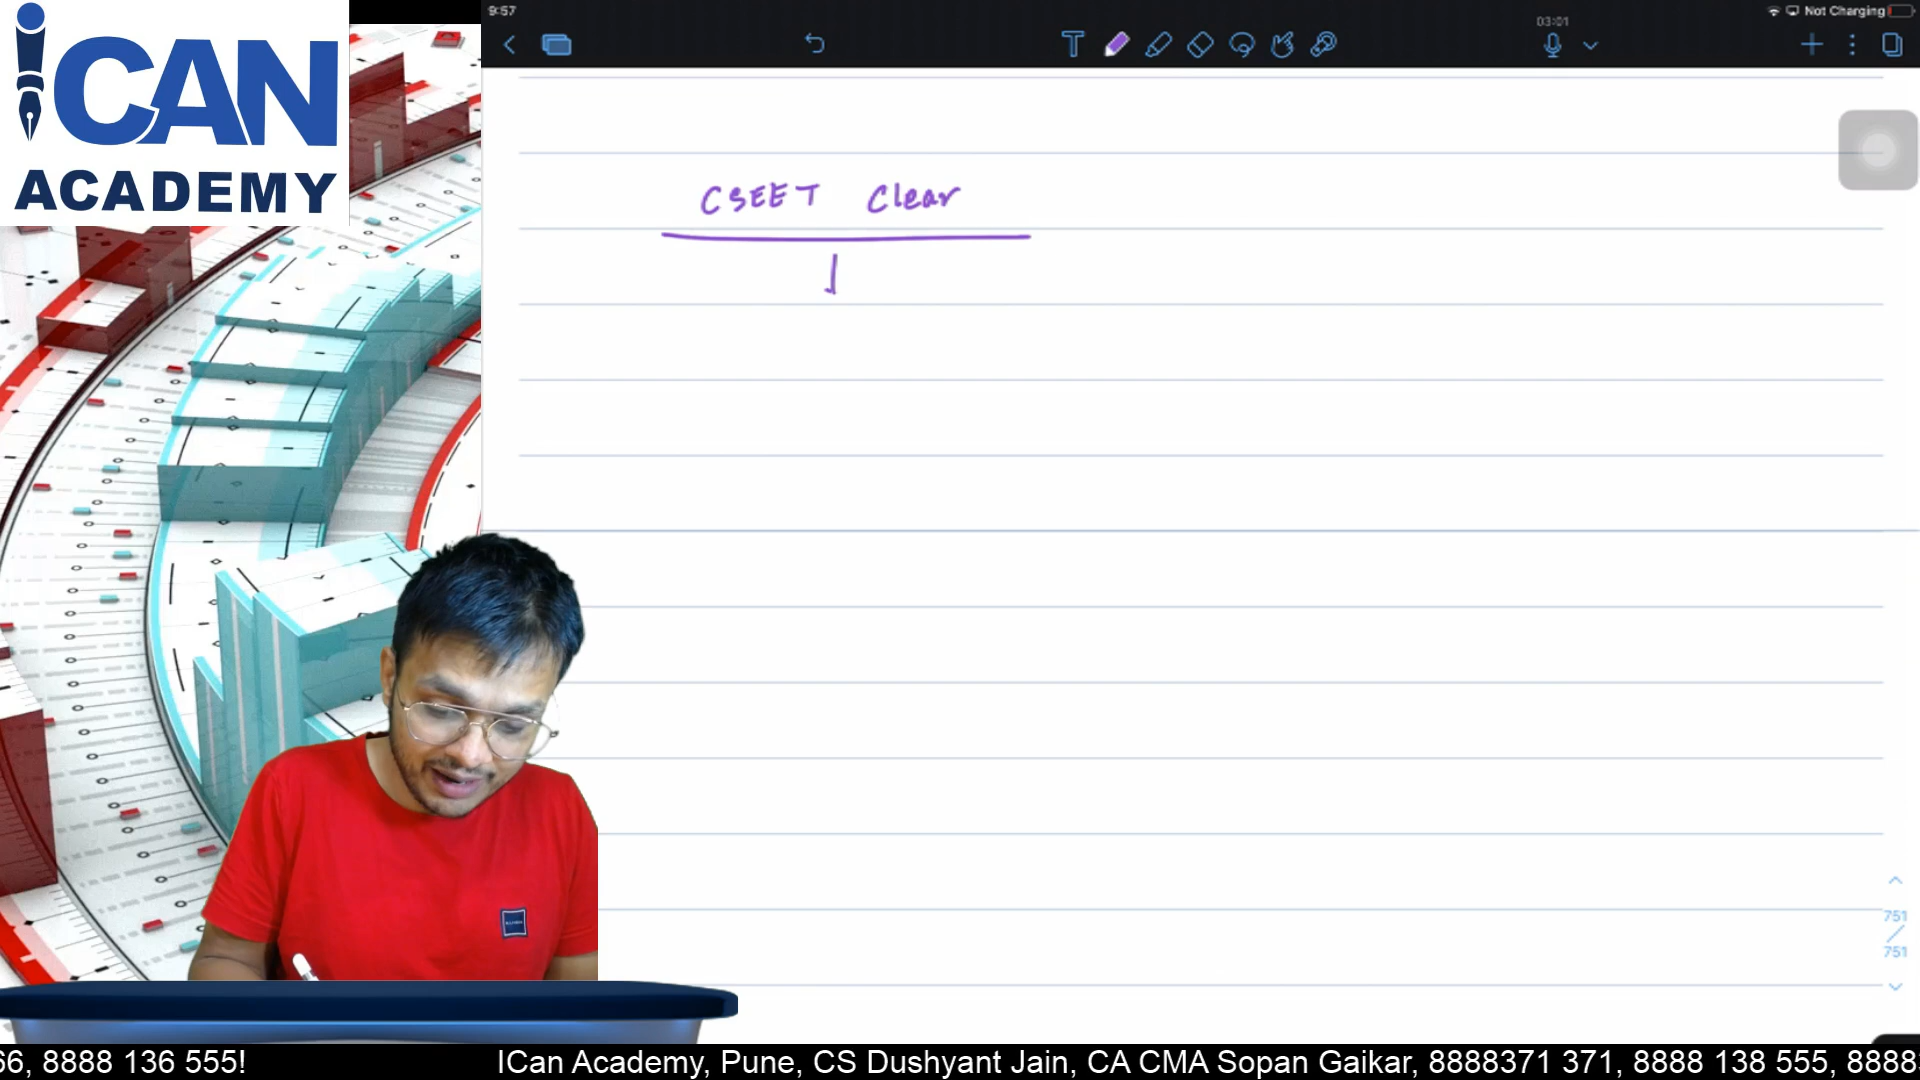 iCAN
ACADEMY
9:57
03:01
Not Charging
T
CSEET Clear
751
751
66, 8888 136 555! ICan Academy, Pune, CS Dushyant Jain, CA CMA Sopan Gaikar, 8888371 371, 8888 138 555, 8888